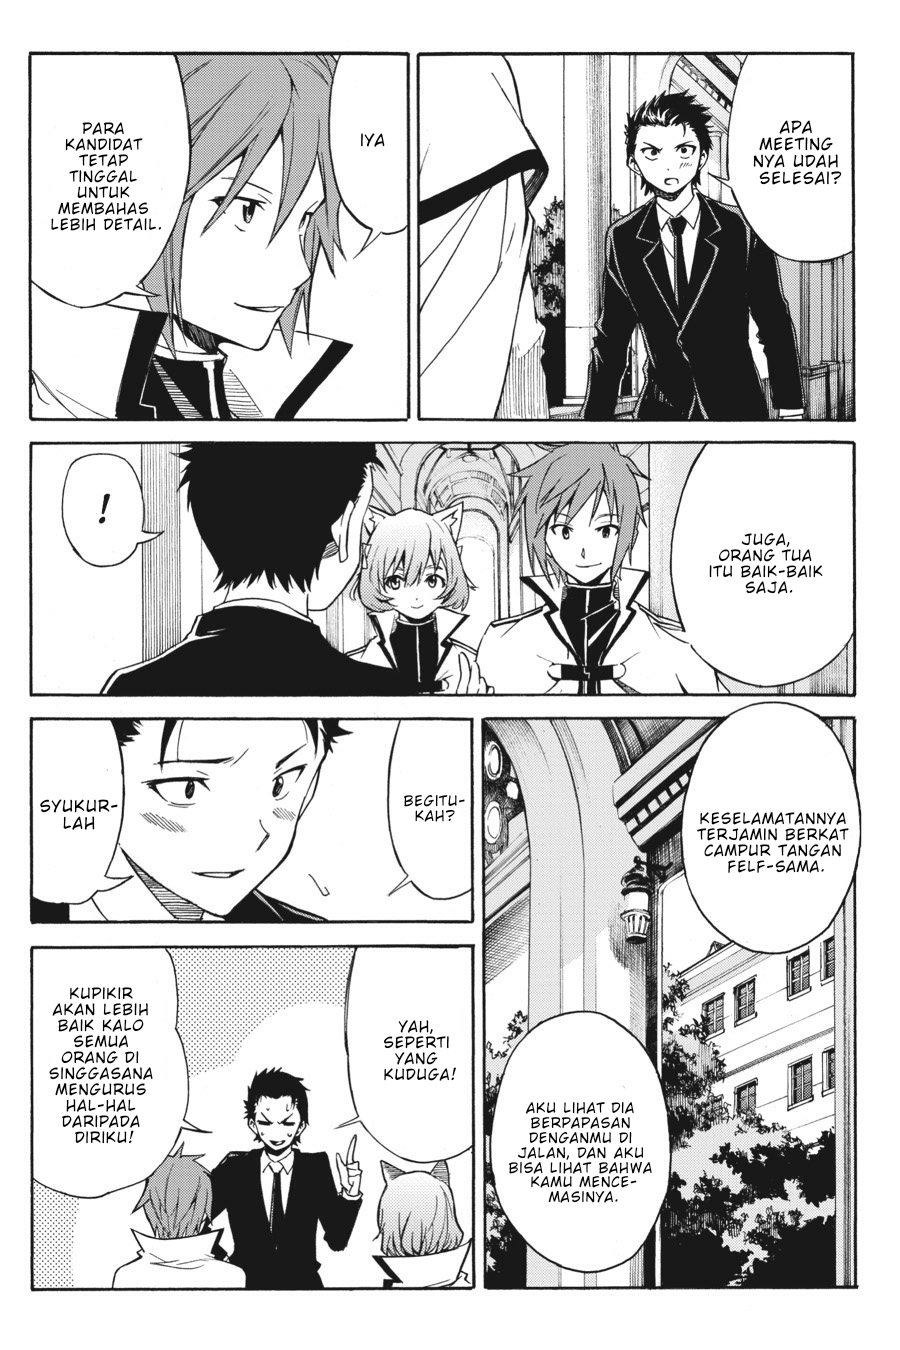 APA
MEETING
NYA UDAH
SELESAI?
IYA
PARA
KANDIDAT
TETAP
TINGGAL
UNTUK
MEMBAHAS
LEBIH DETAIL.
JUGA,
ORANG TUA
ITU BAIK-BAIK
SAJA.
!
KESELAMATANNYA
TERJAMIN BERKAT
CAMPUR TANGAN
FELF-SAMA.
AKU LIHAT DIA
BERPAPASAN
DENGANMU DI
JALAN, DAN AKU
BISA LIHAT BAHWA
KAMU MENCE-
MASINYA.
BEGITU-
KAH?
SYUKUR-
LAH
YAH,
SEPERTI
YANG
KUDUGA!
KUPIKIR
AKAN LEBIH
BAIK KALO
SEMUA
ORANG DI
SINGGASANA
MENGURUS
HAL-HAL
DARIPADA
DIRIKU!